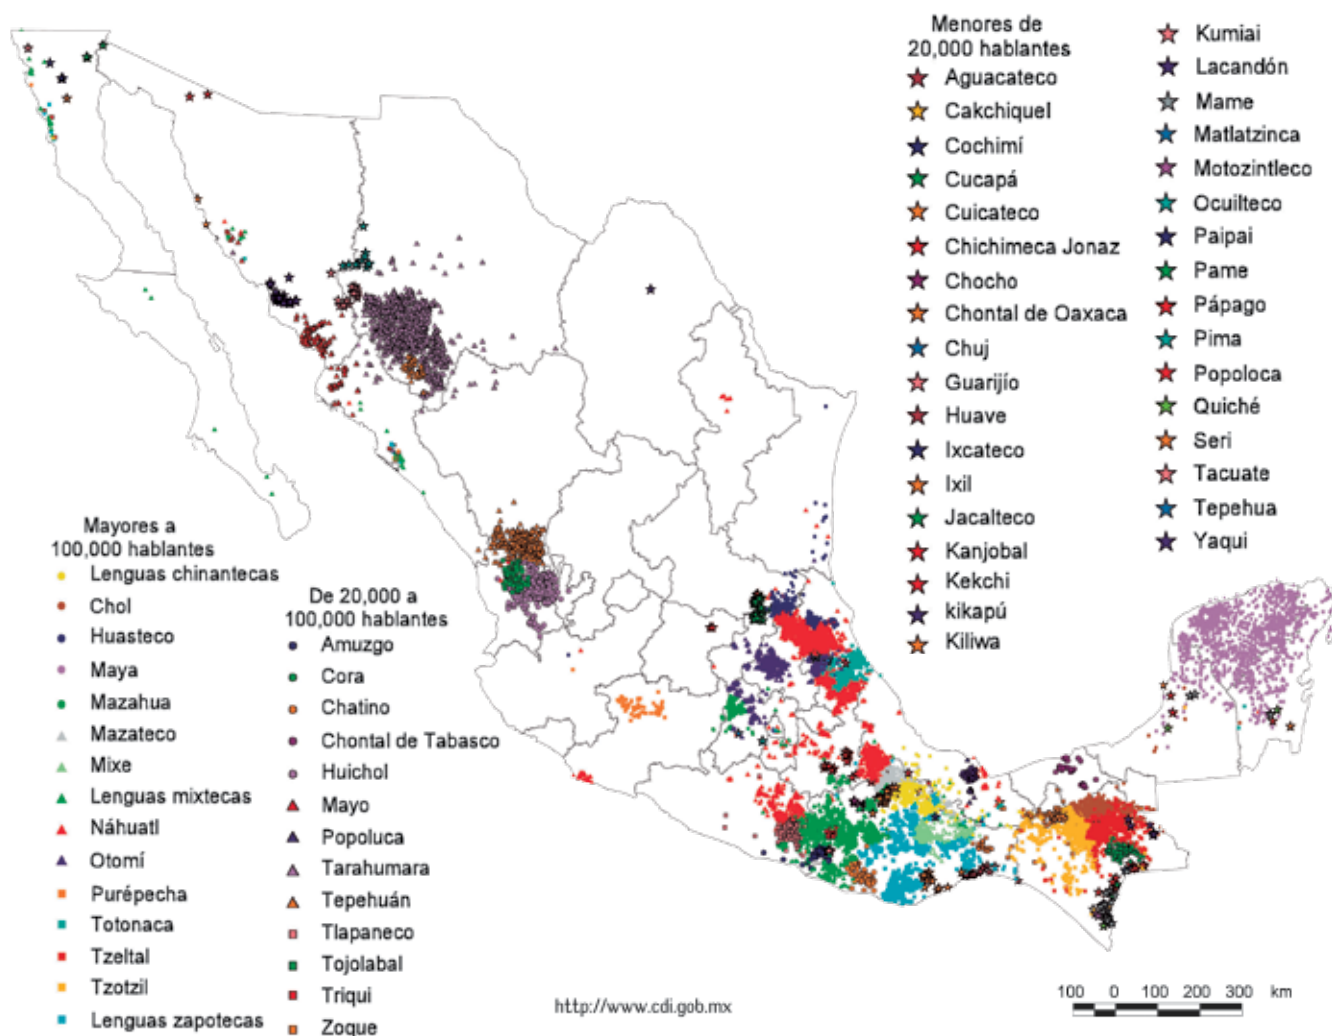 Menores de
20,000 hablantes
Aguacateco
Cakchiquel
Cochimí
Cucapá
Cuicateco
Chichimeca Jonaz
Chocho
Chontal de Oaxaca
Chuj
Guarijío
Huave
Ixcateco
Ixil
Jacalteco
Kanjobal
Kekchi
kikapú
Kiliwa
Kumiai
Lacandón
Mame
Matlatzinca
Motozintleco
Ocuilteco
Paipai
Pame
Pápago
Pima
Popoloca
Quiché
Seri
Tacuate
Tepehua
Yaqui
Mayores a
100,000 hablantes
Lenguas chinantecas
Chol
Huasteco
Maya
Mazahua
Mazateco
Mixe
Lenguas mixtecas
Náhuatl
Otomí
Purépecha
Totonaca
Tzeltal
Tzotzil
Lenguas zapotecas
De 20,000 a
100,000 hablantes
Amuzgo
Cora
Chatino
Chontal de Tabasco
Huichol
Mayo
Popoluca
Tarahumara
Tepehuán
Tlapaneco
Tojolabal
Triqui
Zoque
http://www.cdi.gob.mx
100 0 100 200 300 km